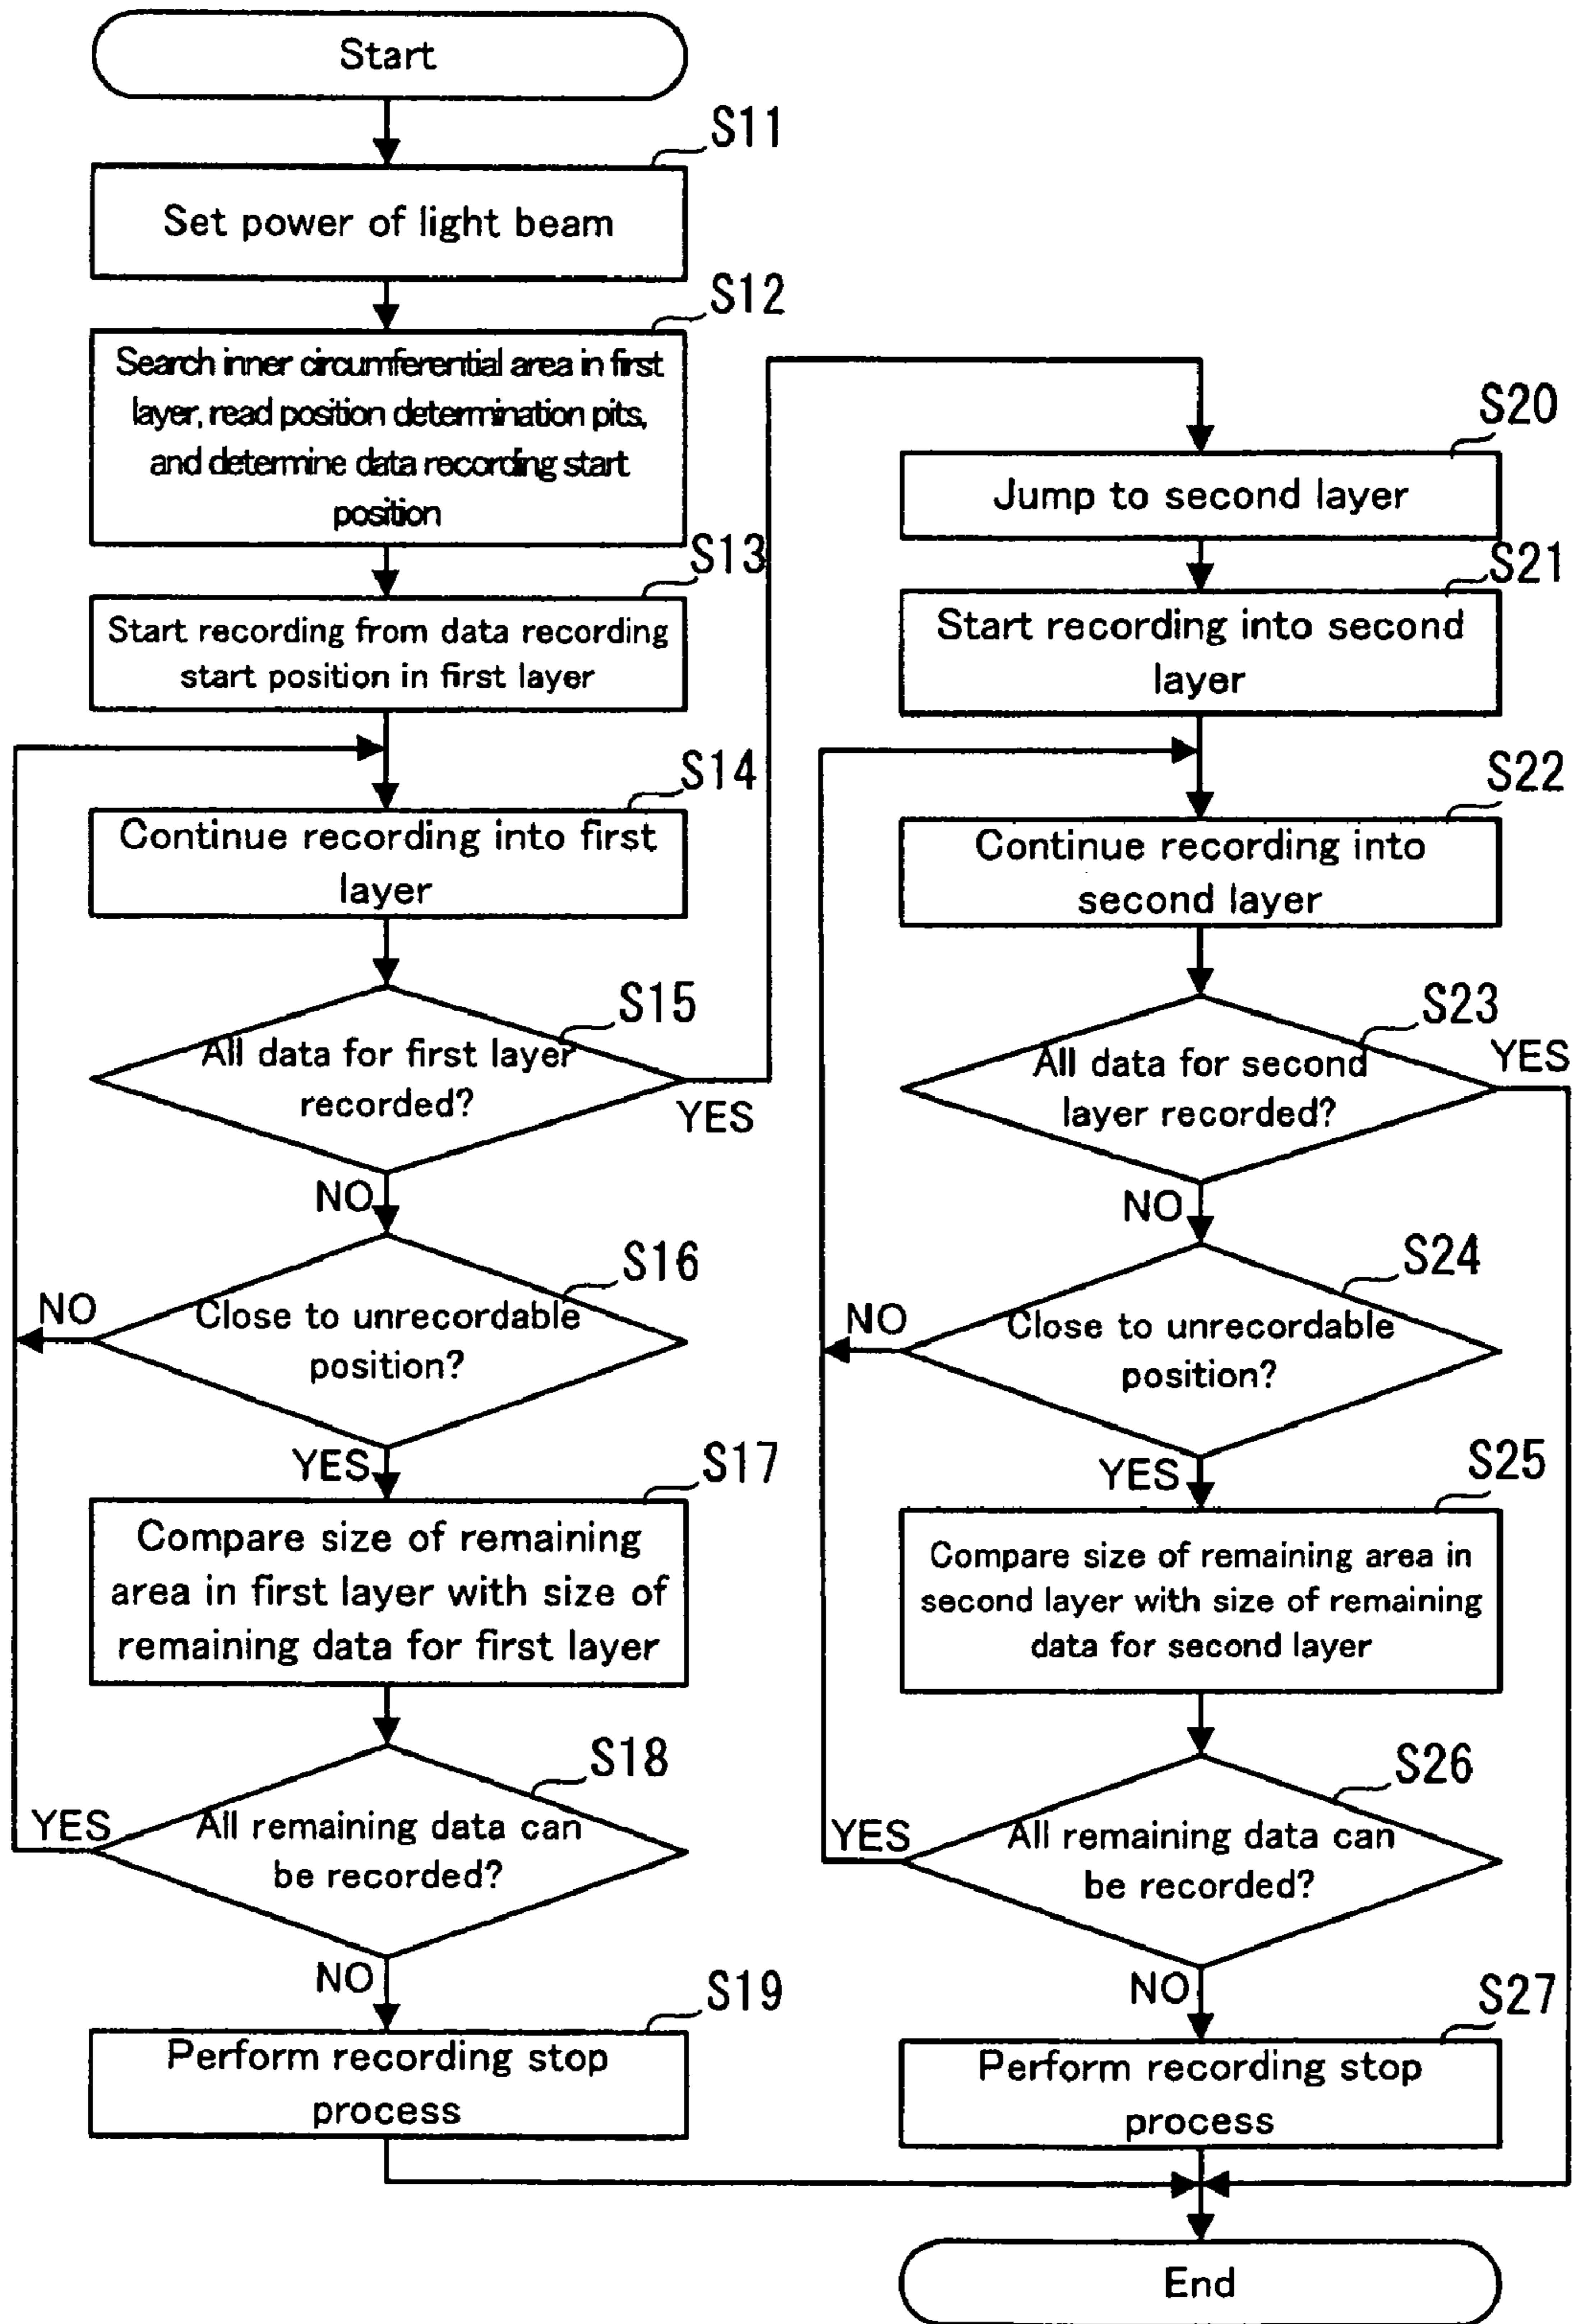 Start
S11
Set power of light beam
S12
Search inner circumferential area in first
layer, read position determination pits,
and determine data recording start
position
S13
Start recording from data recording
start position in first layer
S14
Continue recording into first
layer
S15
All data for first layer
recorded?
YES
NO
S16
Close to unrecordable
position?
NO
YES
S17
Compare size of remaining
area in first layer with size of
remaining data for first layer
S18
All remaining data can
be recorded?
YES
NO
S19
Perform recording stop
process
S20
Jump to second layer
S21
Start recording into second
layer
S22
Continue recording into
second layer
S23
All data for second
layer recorded?
YES
NO
S24
Close to unrecordable
position?
NO
YES
S25
Compare size of remaining area in
second layer with size of remaining
data for second layer
S26
All remaining data can
be recorded?
YES
NO
S27
Perform recording stop
process
End